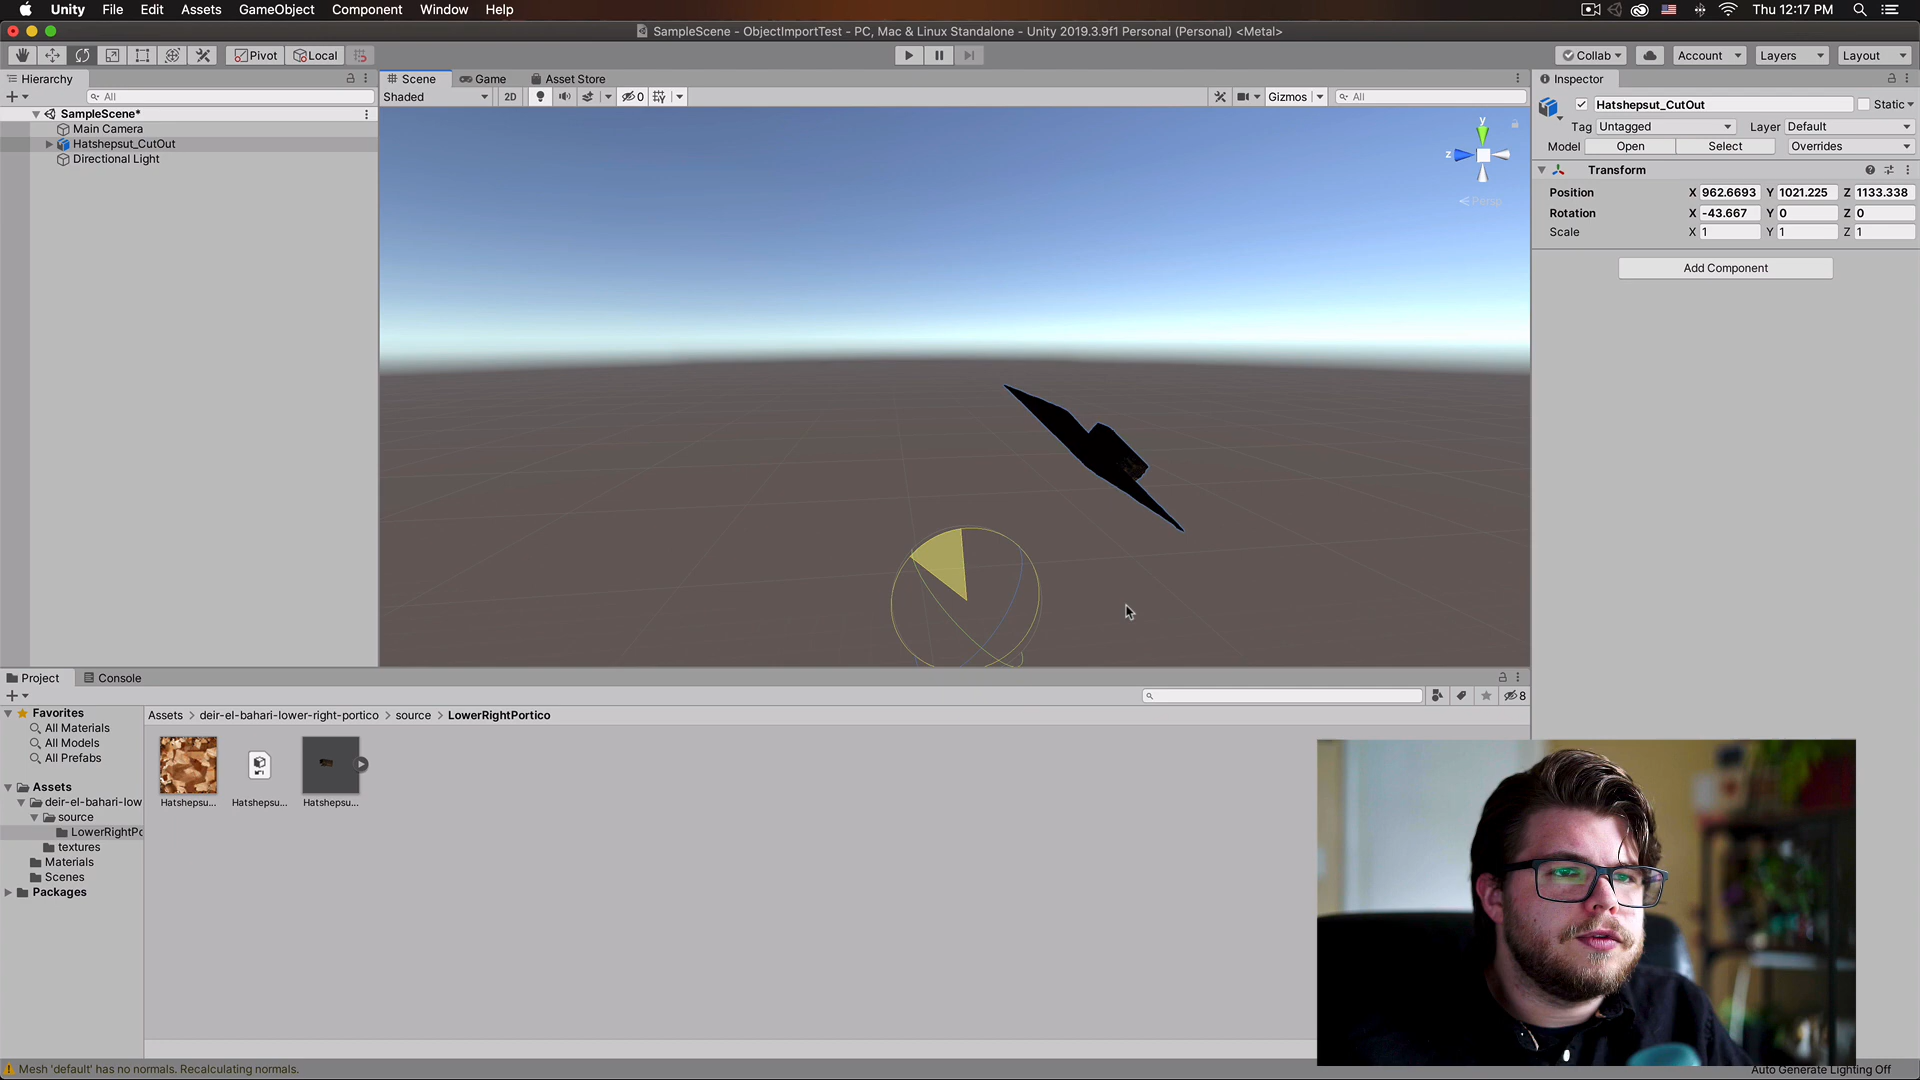 Unity File Edit Assets GameObject Component Window Help
Thu 12:17 PM
SampleScene - ObjectImportTest - PC, Mac & Linux Standalone - Unity 2019.3.9f1 Personal (Personal) <Metal>
Pivot Local
Collab Account Layers Layout
Hierarchy
All
SampleScene*
Main Camera
Hatshepsut_CutOut
Directional Light
Scene Game Asset Store
Shaded 2D 0 Gizmos All
y
z
Persp
Inspector
Hatshepsut_CutOut Static
Tag Untagged Layer Default
Model Open Select Overrides
Transform
Position X 962.6693 Y 1021.225 Z 1133.338
Rotation X -43.667 Y 0 Z 0
Scale X 1 Y 1 Z 1
Add Component
Project Console
8
Favorites
All Materials
All Models
All Prefabs
Assets
deir-el-bahari-low
source
LowerRightPo
textures
Materials
Scenes
Packages
Assets > deir-el-bahari-lower-right-portico > source > LowerRightPortico
Hatshepsu... Hatshepsu... Hatshepsu...
Mesh 'default' has no normals. Recalculating normals.
Auto Generate Lighting Off